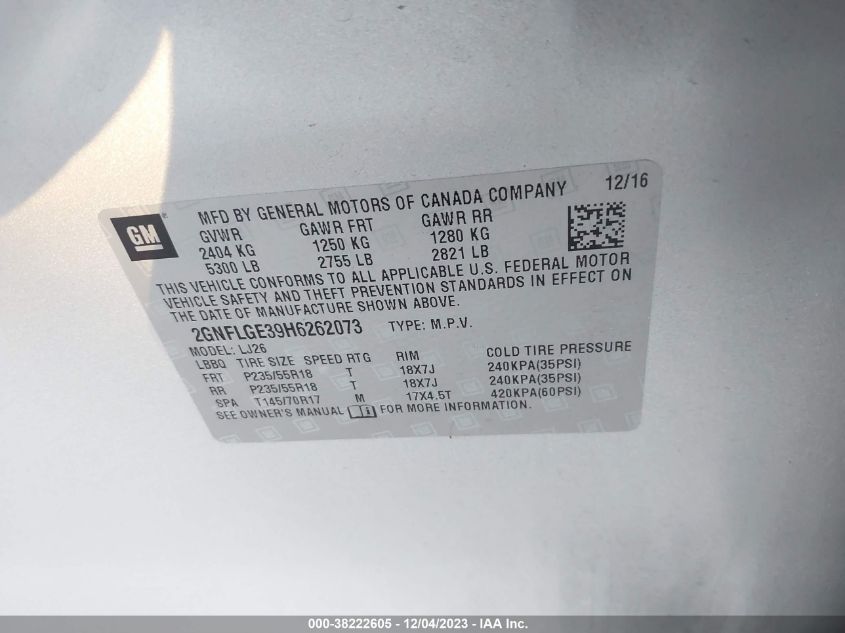 GM
MFD BY GENERAL MOTORS OF CANADA COMPANY 12/16
GVWR GAWR FRT GAWR RR
2404 KG 1250 KG 1280 KG
5300 LB 2755 LB 2821 LB
THIS VEHICLE CONFORMS TO ALL APPLICABLE U.S. FEDERAL MOTOR
VEHICLE SAFETY AND THEFT PREVENTION STANDARDS IN EFFECT ON
THE DATE OF MANUFACTURE SHOWN ABOVE.
2GNFLGE39H6262073 TYPE: M.P.V.
MODEL: LJ26
LBBQ TIRE SIZE SPEED RTG RIM COLD TIRE PRESSURE
FRT P235/55R18 T 18X7J 240KPA(35PSI)
RR P235/55R18 T 18X7J 240KPA(35PSI)
SPA T145/70R17 M 17X4.5T 420KPA(60PSI)
SEE OWNER'S MANUAL FOR MORE INFORMATION.
000-38222605 - 12/04/2023 - IAA Inc.